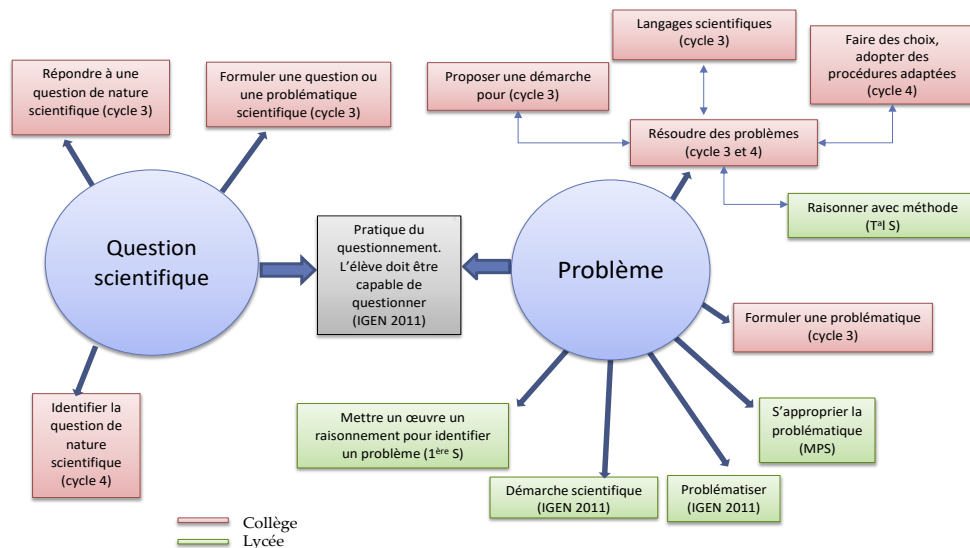 Répondre à une
question de nature
scientifique (cycle 3)
Formuler une question ou
une problématique
scientifique (cycle 3)
Langages scientifiques
(cycle 3)
Proposer une démarche
pour (cycle 3)
Faire des choix,
adopter des
procédures adaptées
(cycle 4)
Résoudre des problèmes
(cycle 3 et 4)
Raisonner avec méthode
(Tᵃl S)
Question
scientifique
Pratique du
questionnement.
L'élève doit être
capable de
questionner
(IGEN 2011)
Problème
Formuler une problématique
(cycle 3)
Identifier la
question de
nature
scientifique
(cycle 4)
Mettre un œuvre un
raisonnement pour identifier
un problème (1ère S)
S'approprier la
problématique
(MPS)
Démarche scientifique
(IGEN 2011)
Problématiser
(IGEN 2011)
Collège
Lycée